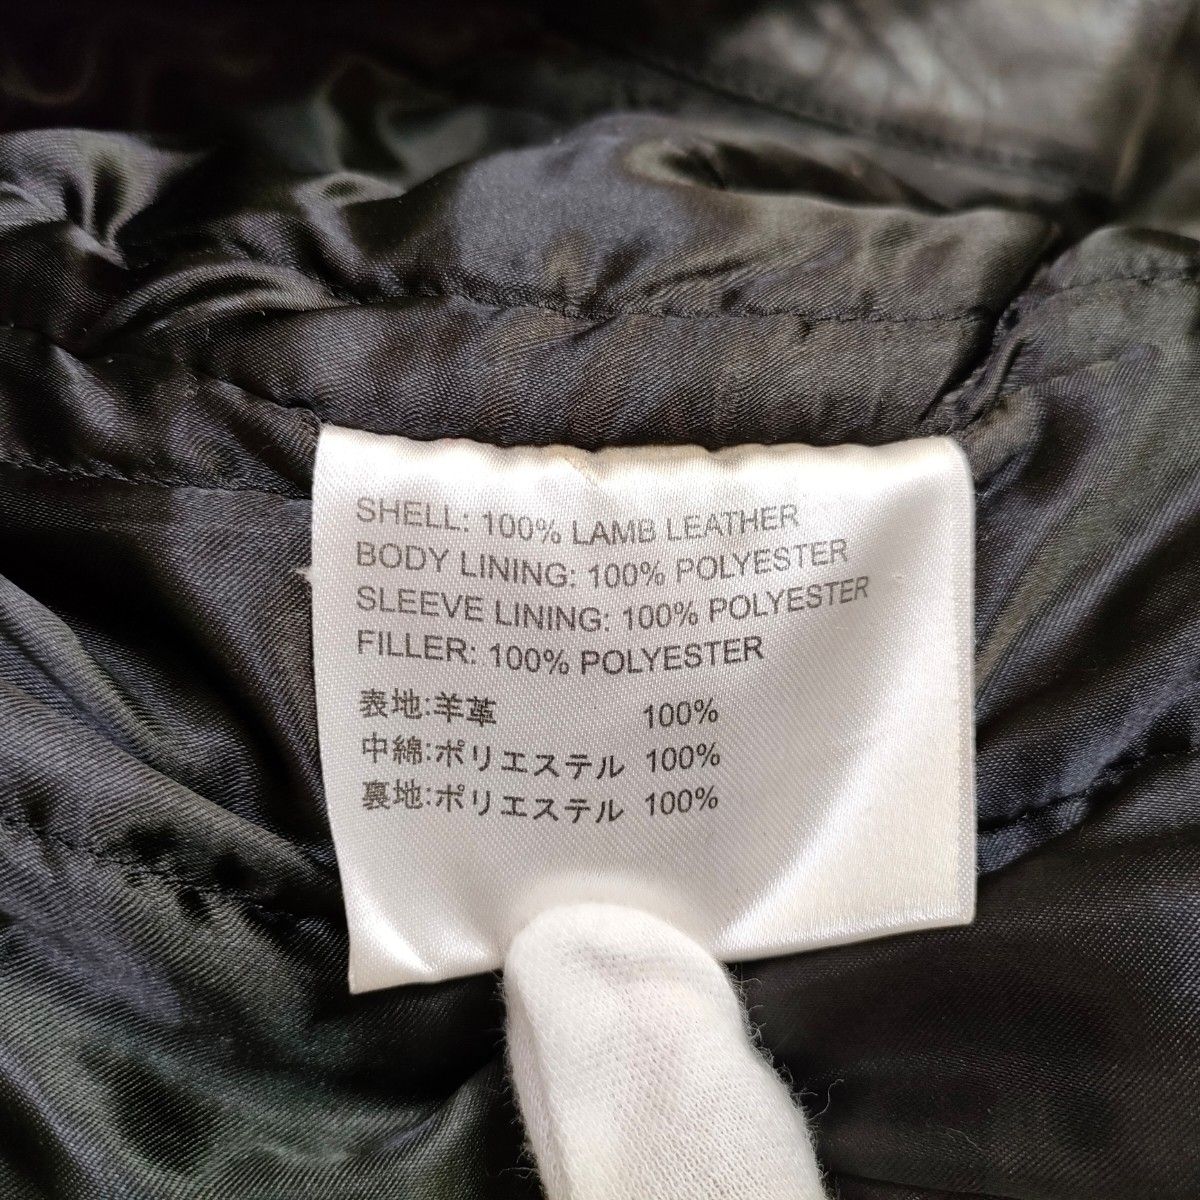 SHELL: 100% LAMB LEATHER
BODY LINING: 100% POLYESTER
SLEEVE LINING: 100% POLYESTER
FILLER: 100% POLYESTER
表地:羊革 100%
中綿:ポリエステル 100%
裏地:ポリエステル 100%